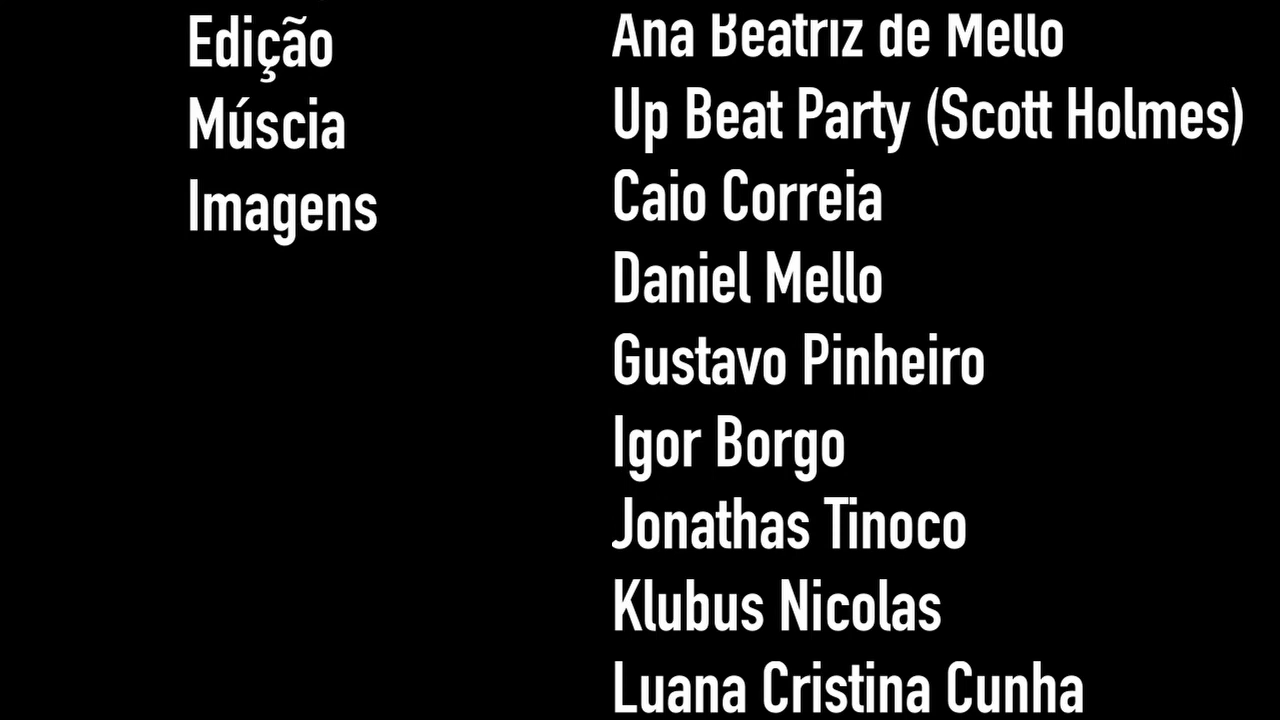 Edição Ana Beatriz de Mello
Múscia Up Beat Party (Scott Holmes)
Imagens Caio Correia
Daniel Mello
Gustavo Pinheiro
Igor Borgo
Jonathas Tinoco
Klubus Nicolas
Luana Cristina Cunha